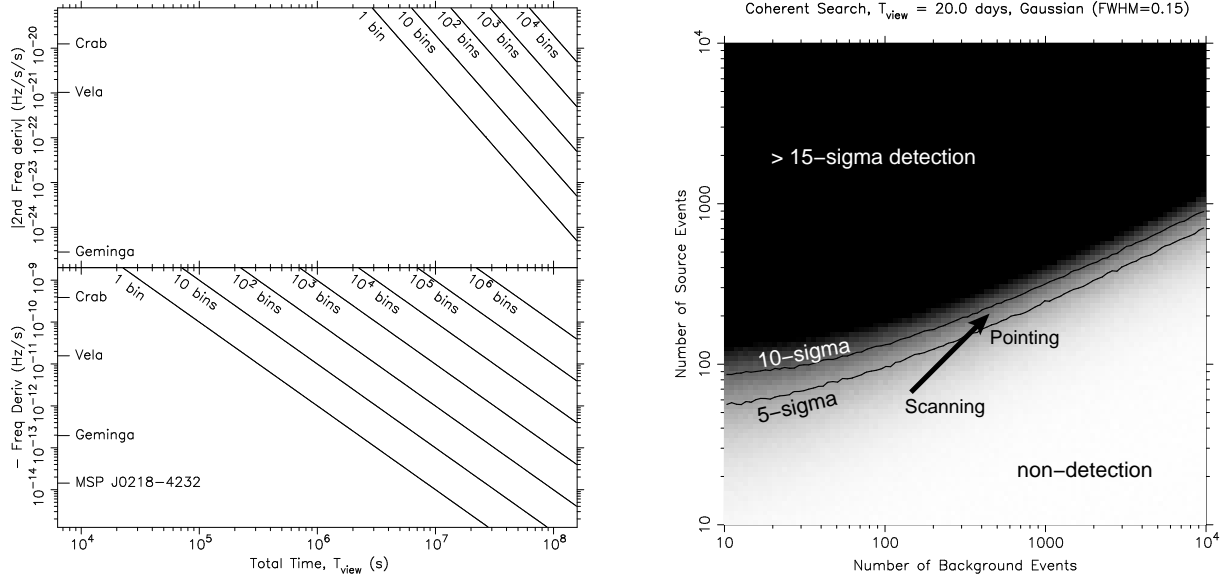 |2nd Freq deriv| (Hz/s/s)
10⁻²⁰
10⁻²¹
10⁻²²
10⁻²³
10⁻²⁴
Crab
Vela
Geminga
1 bin
10 bins
10² bins
10³ bins
10⁴ bins
− Freq Deriv (Hz/s)
10⁻⁹
10⁻¹⁰
10⁻¹¹
10⁻¹²
10⁻¹³
10⁻¹⁴
Crab
Vela
Geminga
MSP J0218−4232
1 bin
10 bins
10² bins
10³ bins
10⁴ bins
10⁵ bins
10⁶ bins
10⁴ 10⁵ 10⁶ 10⁷ 10⁸
Total Time, T_view (s)
Coherent Search, T_view = 20.0 days, Gaussian (FWHM=0.15)
Number of Source Events
10⁴
1000
100
10
> 15−sigma detection
10−sigma
5−sigma
Pointing
Scanning
non−detection
10 100 1000 10⁴
Number of Background Events